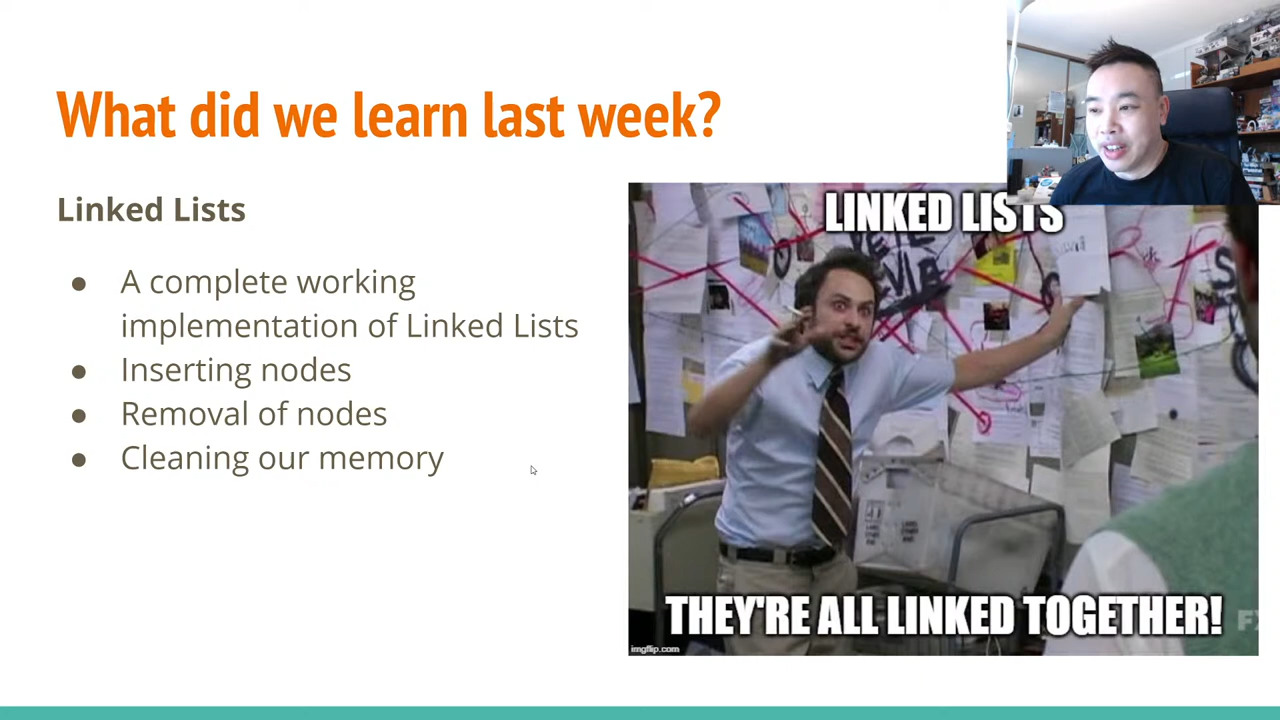 What did we learn last week?
Linked Lists
● A complete working
implementation of Linked Lists
● Inserting nodes
● Removal of nodes
● Cleaning our memory
LINKED LISTS
THEY'RE ALL LINKED TOGETHER!
imgflip.com